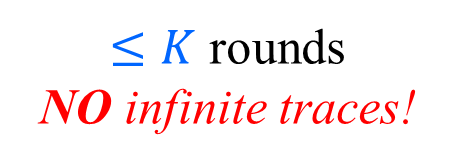 ≤ K rounds
NO infinite traces!